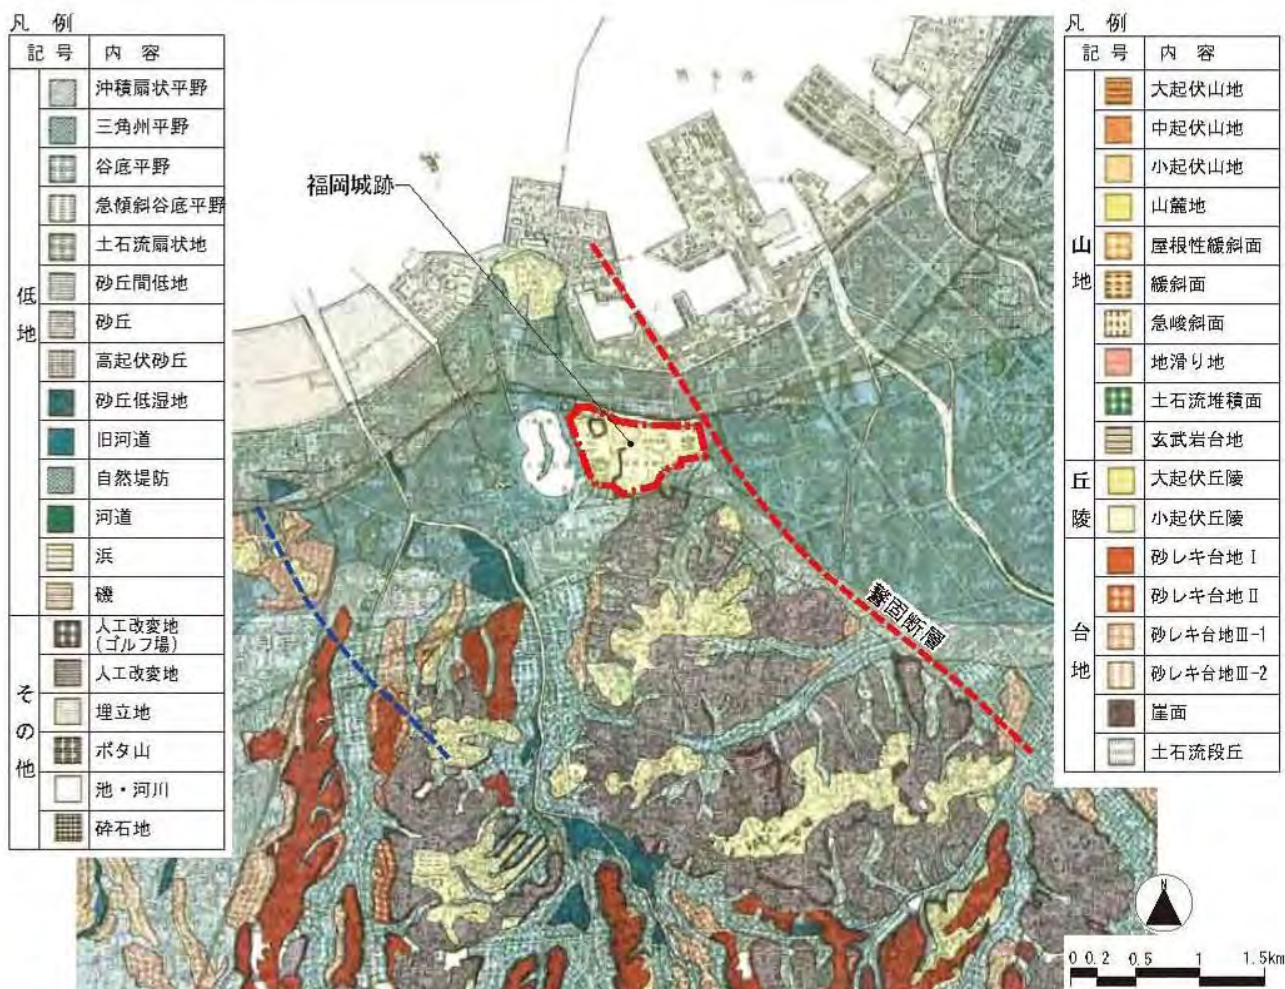 凡 例
記 号 内 容
低地
沖積扇状平野
三角州平野
谷底平野
急傾斜谷底平野
土石流扇状地
砂丘間低地
砂丘
高起伏砂丘
砂丘低湿地
旧河道
自然堤防
河道
浜
磯
その他
人工改変地
(ゴルフ場)
人工改変地
埋立地
ボタ山
池・河川
砕石地
福岡城跡
警固断層
凡 例
記 号 内 容
山地
大起伏山地
中起伏山地
小起伏山地
山麓地
屋根性緩斜面
緩斜面
急峻斜面
地滑り地
土石流堆積面
玄武岩台地
丘陵
大起伏丘陵
小起伏丘陵
台地
砂レキ台地Ⅰ
砂レキ台地Ⅱ
砂レキ台地Ⅲ-1
砂レキ台地Ⅲ-2
崖面
土石流段丘
N
0 0.2 0.5 1 1.5km